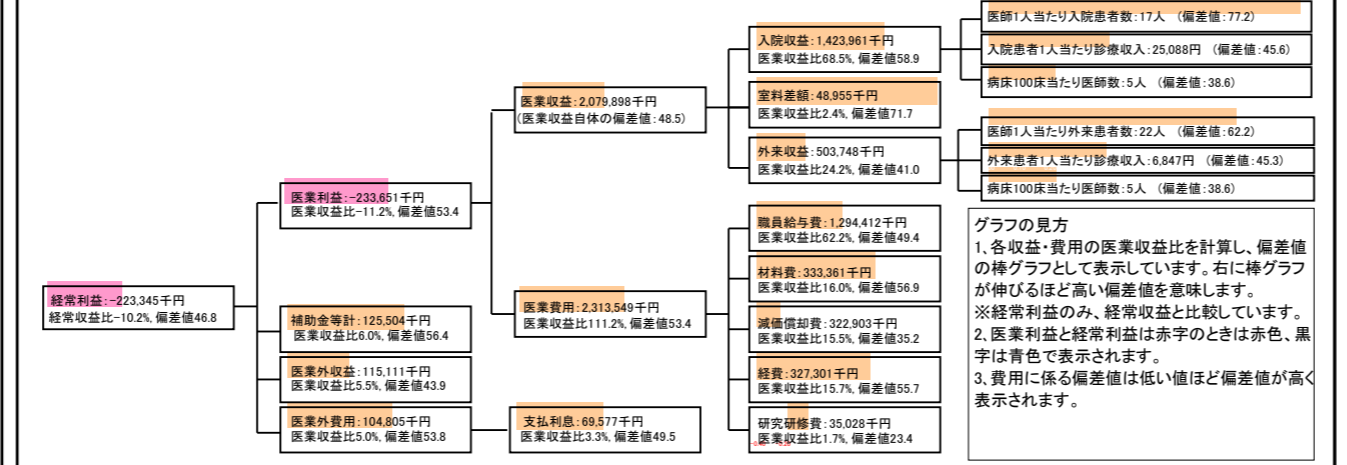 経常利益:-223,345千円
経常収益比-10.2%, 偏差値46.8
医業利益:-233,651千円
医業収益比-11.2%, 偏差値53.4
補助金等計:125,504千円
医業収益比6.0%, 偏差値56.4
医業外収益:115,111千円
医業収益比5.5%, 偏差値43.9
医業外費用:104,805千円
医業収益比5.0%, 偏差値53.8
医業収益:2,079,898千円
(医業収益自体の偏差値:48.5)
医業費用:2,313,549千円
医業収益比111.2%, 偏差値53.4
支払利息:69,577千円
医業収益比3.3%, 偏差値49.5
入院収益:1,423,961千円
医業収益比68.5%, 偏差値58.9
室料差額:48,955千円
医業収益比2.4%, 偏差値71.7
外来収益:503,748千円
医業収益比24.2%, 偏差値41.0
職員給与費:1,294,412千円
医業収益比62.2%, 偏差値49.4
材料費:333,361千円
医業収益比16.0%, 偏差値56.9
減価償却費:322,903千円
医業収益比15.5%, 偏差値35.2
経費:327,301千円
医業収益比15.7%, 偏差値55.7
研究研修費:35,028千円
医業収益比1.7%, 偏差値23.4
医師1人当たり入院患者数:17人 (偏差値:77.2)
入院患者1人当たり診療収入:25,088円 (偏差値:45.6)
病床100床当たり医師数:5人 (偏差値:38.6)
医師1人当たり外来患者数:22人 (偏差値:62.2)
外来患者1人当たり診療収入:6,847円 (偏差値:45.3)
病床100床当たり医師数:5人 (偏差値:38.6)
グラフの見方
1、各収益・費用の医業収益比を計算し、偏差値
の棒グラフとして表示しています。右に棒グラフ
が伸びるほど高い偏差値を意味します。
※経常利益のみ、経常収益と比較しています。
2、医業利益と経常利益は赤字のときは赤色、黒
字は青色で表示されます。
3、費用に係る偏差値は低い値ほど偏差値が高く
表示されます。